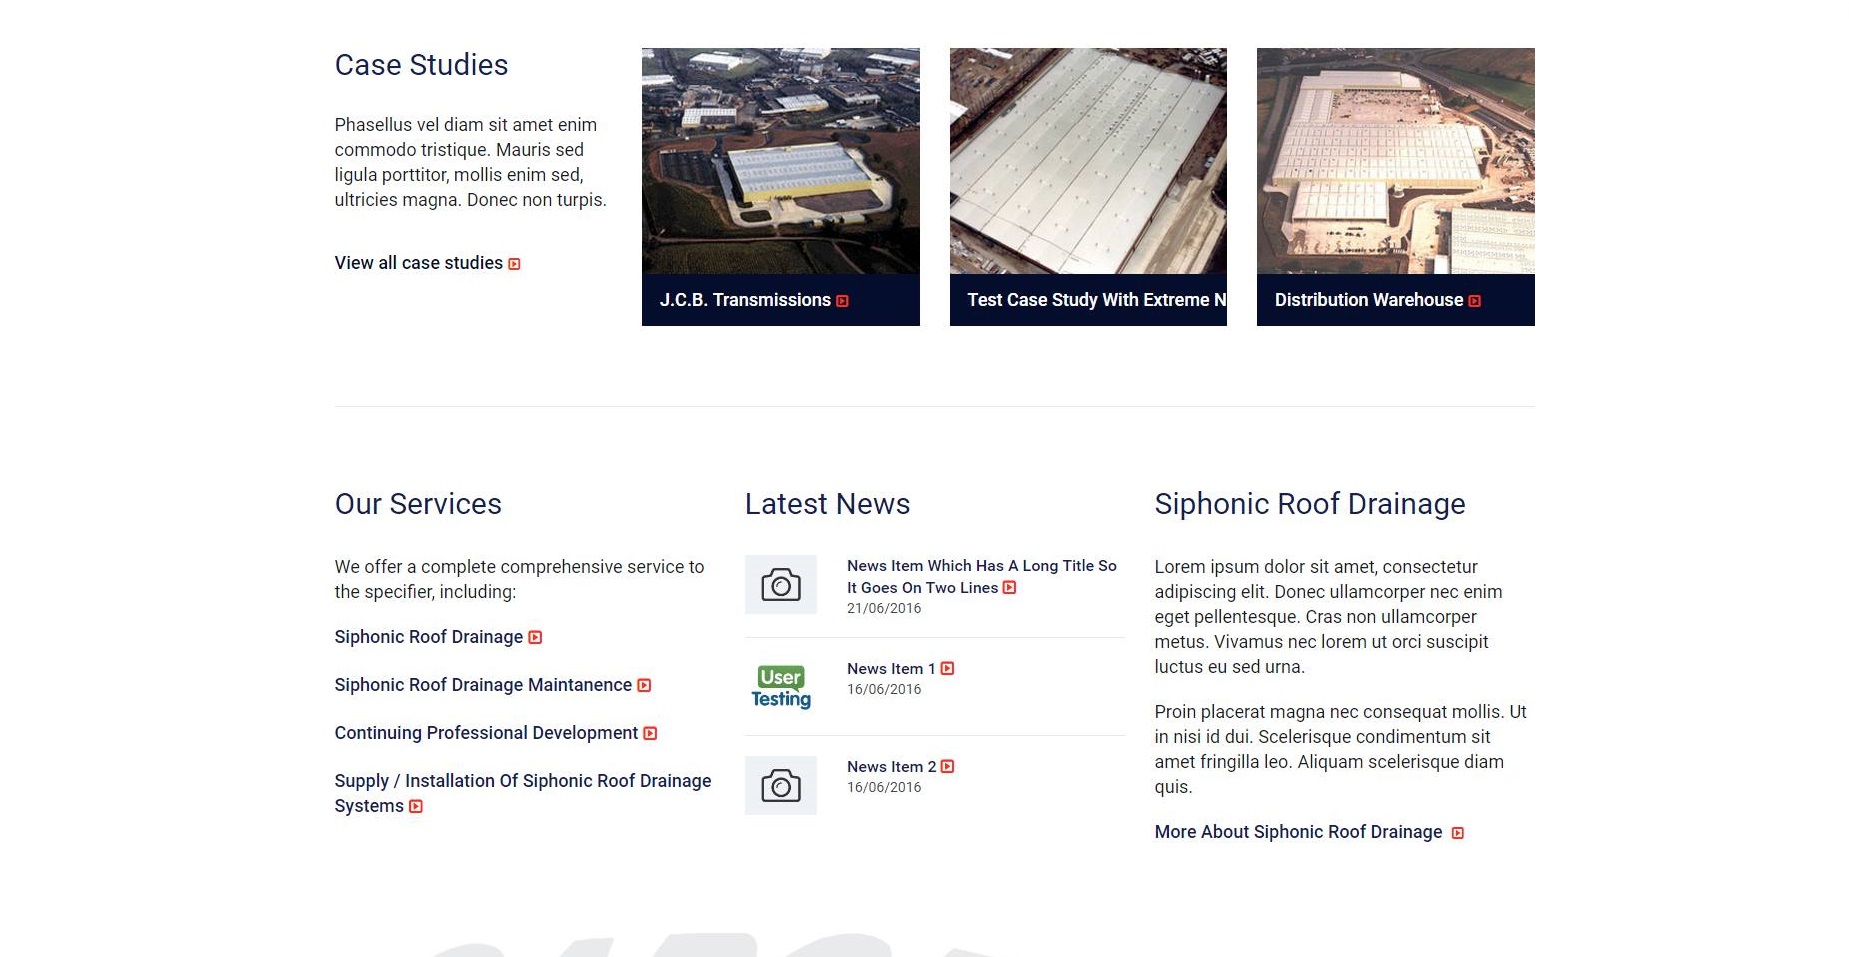 Case Studies
Phasellus vel diam sit amet enim
commodo tristique. Mauris sed
ligula porttitor, mollis enim sed,
ultricies magna. Donec non turpis.
View all case studies
J.C.B. Transmissions
Test Case Study With Extreme N
Distribution Warehouse
Our Services
We offer a complete comprehensive service to
the specifier, including:
Siphonic Roof Drainage
Siphonic Roof Drainage Maintanence
Continuing Professional Development
Supply / Installation Of Siphonic Roof Drainage
Systems
Latest News
News Item Which Has A Long Title So
It Goes On Two Lines
21/06/2016
User
Testing
News Item 1
16/06/2016
News Item 2
16/06/2016
Siphonic Roof Drainage
Lorem ipsum dolor sit amet, consectetur
adipiscing elit. Donec ullamcorper nec enim
eget pellentesque. Cras non ullamcorper
metus. Vivamus nec lorem ut orci suscipit
luctus eu sed urna.
Proin placerat magna nec consequat mollis. Ut
in nisi id dui. Scelerisque condimentum sit
amet fringilla leo. Aliquam scelerisque diam
quis.
More About Siphonic Roof Drainage